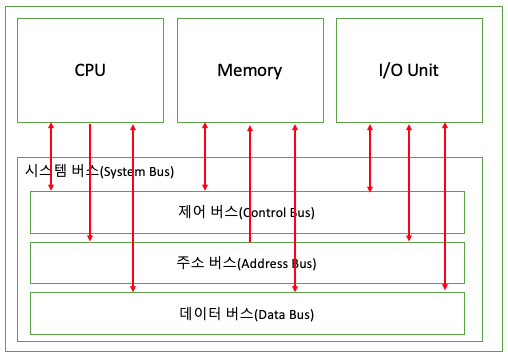 CPU
Memory
I/O Unit
시스템 버스(System Bus)
제어 버스(Control Bus)
주소 버스(Address Bus)
데이터 버스(Data Bus)